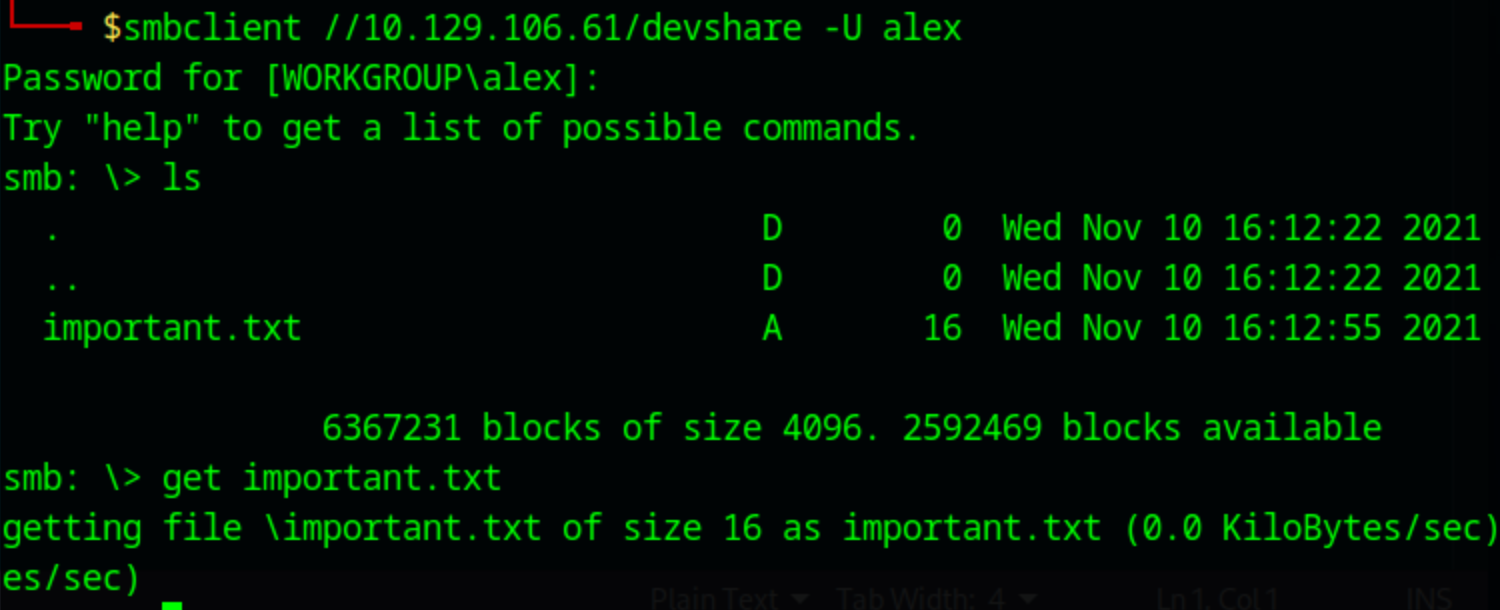 $smbclient //10.129.106.61/devshare -U alex
Password for [WORKGROUP\alex]:
Try "help" to get a list of possible commands.
smb: \> ls
  .                                   D        0  Wed Nov 10 16:12:22 2021
  ..                                  D        0  Wed Nov 10 16:12:22 2021
  important.txt                       A       16  Wed Nov 10 16:12:55 2021
                6367231 blocks of size 4096. 2592469 blocks available
smb: \> get important.txt
getting file \important.txt of size 16 as important.txt (0.0 KiloBytes/sec)
es/sec)
Plain Text Tab Width: 4 Ln 1, Col 1 INS